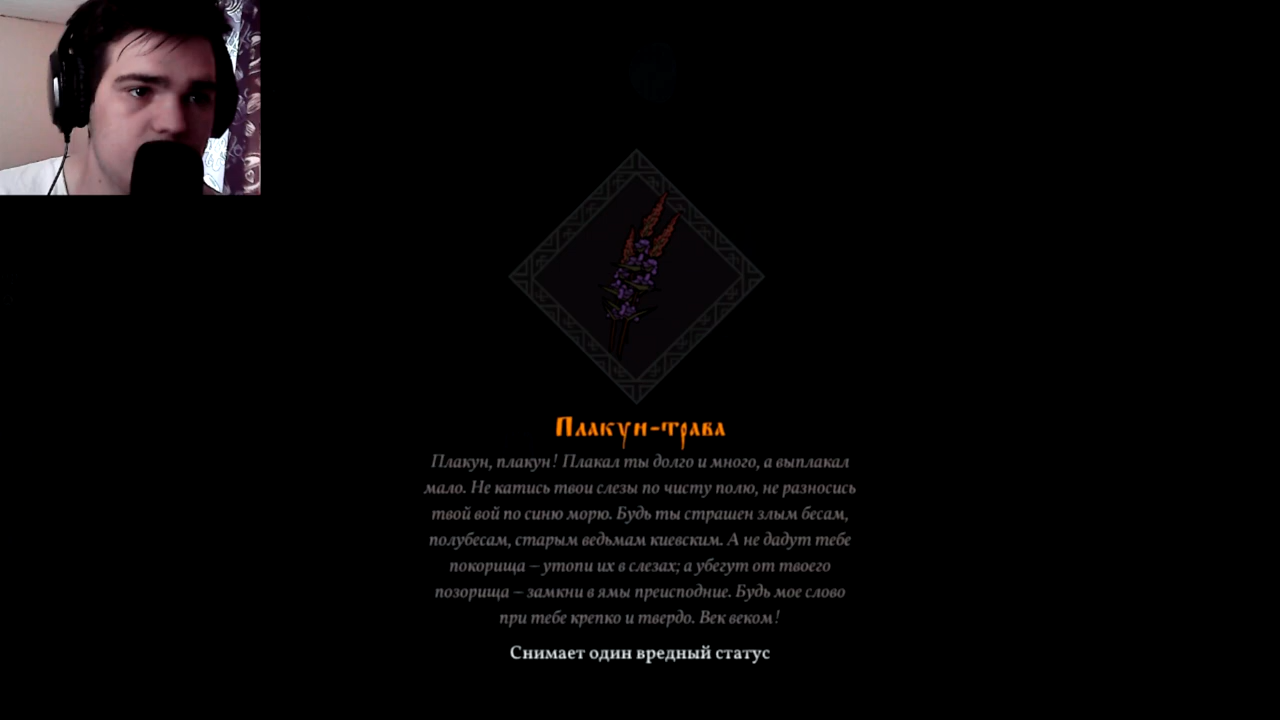 Плакун-трава
Плакун, плакун! Плакал ты долго и много, а выплакал
мало. Не катись твои слезы по чисту полю, не разносись
твой вой по синю морю. Будь ты страшен злым бесам,
полубесам, старым ведьмам киевским. А не дадут тебе
покорища – утопи их в слезах; а убегут от твоего
позорища – замкни в ямы преисподние. Будь мое слово
при тебе крепко и твердо. Век веком!
Снимает один вредный статус